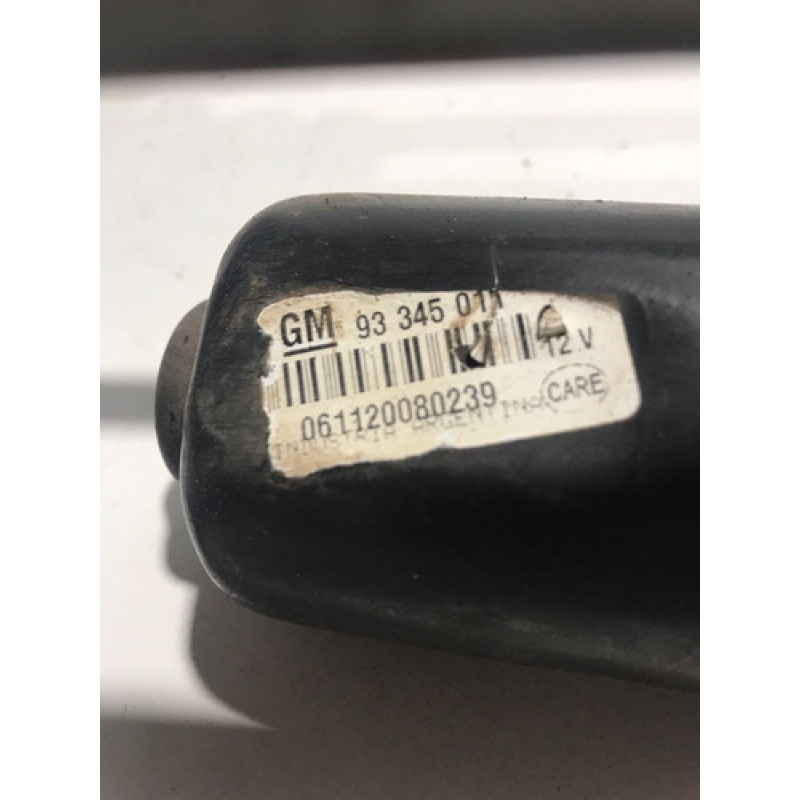 GM 93 345 011
12.V
061120080239 CARE
INDUSTRIA ARGENTINA